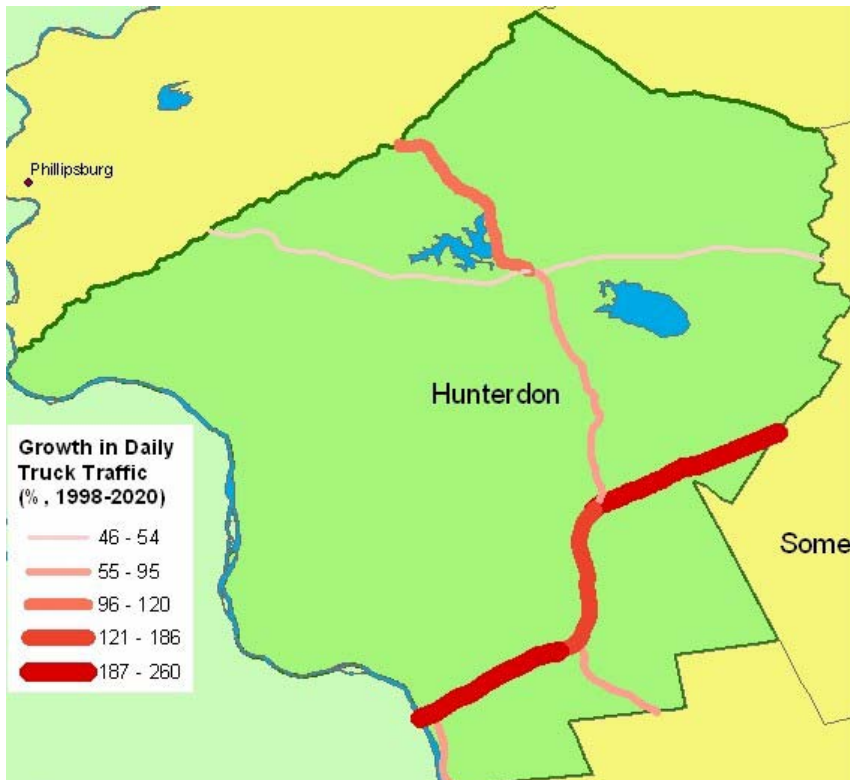 Phillipsburg
Hunterdon
Growth in Daily
Truck Traffic
(%, 1998-2020)
46 - 54
55 - 95
96 - 120
121 - 186
187 - 260
Some